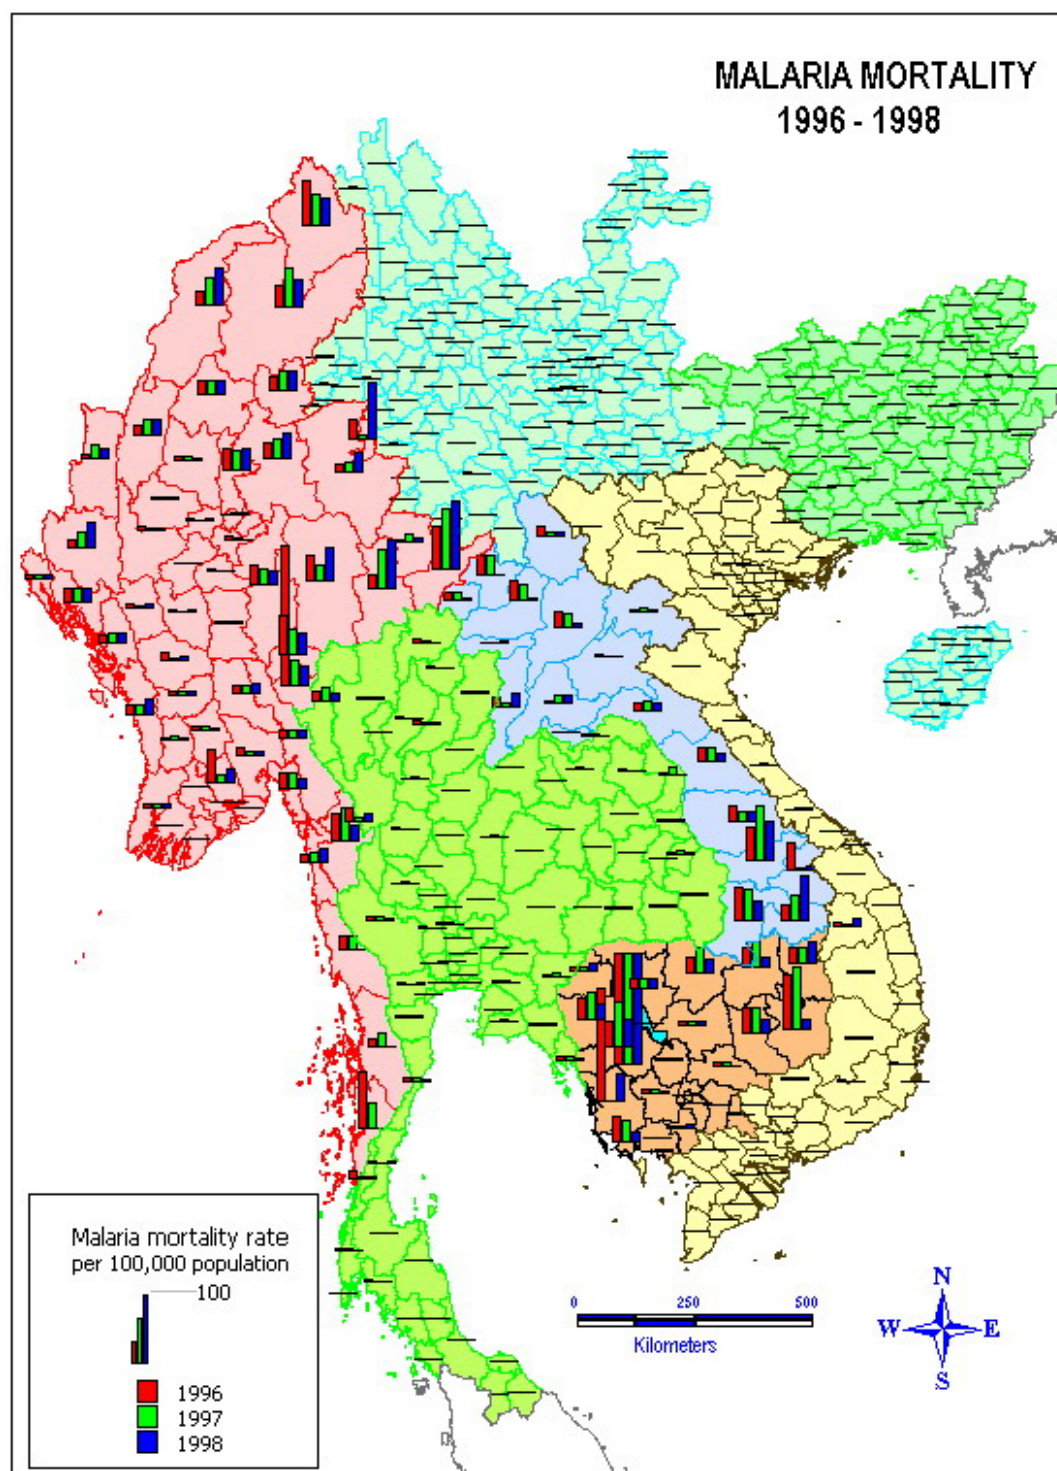 MALARIA MORTALITY
1996 - 1998
Malaria mortality rate
per 100,000 population
100
1996
1997
1998
0 250 500
Kilometers
N
W E
S